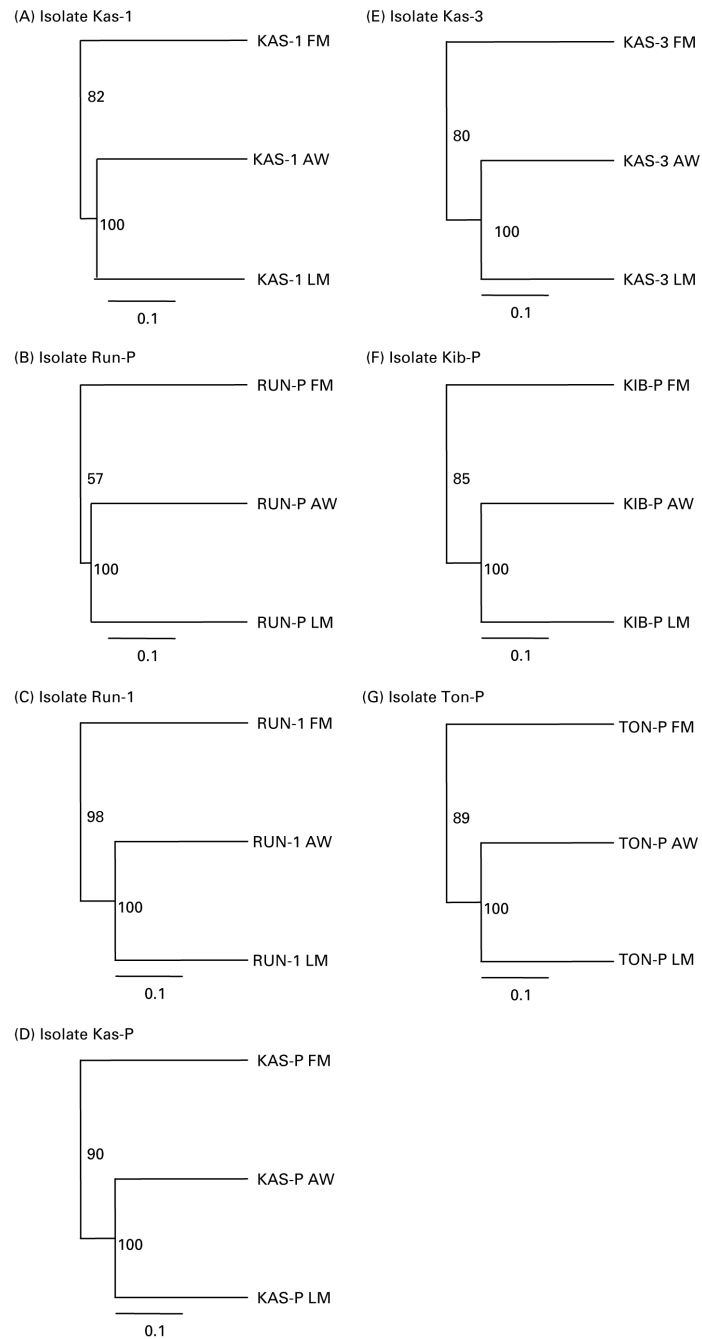 (A) Isolate Kas-1
KAS-1 FM
82
KAS-1 AW
100
KAS-1 LM
0.1
(B) Isolate Run-P
RUN-P FM
57
RUN-P AW
100
RUN-P LM
0.1
(C) Isolate Run-1
RUN-1 FM
98
RUN-1 AW
100
RUN-1 LM
0.1
(D) Isolate Kas-P
KAS-P FM
90
KAS-P AW
100
KAS-P LM
0.1
(E) Isolate Kas-3
KAS-3 FM
80
KAS-3 AW
100
KAS-3 LM
0.1
(F) Isolate Kib-P
KIB-P FM
85
KIB-P AW
100
KIB-P LM
0.1
(G) Isolate Ton-P
TON-P FM
89
TON-P AW
100
TON-P LM
0.1